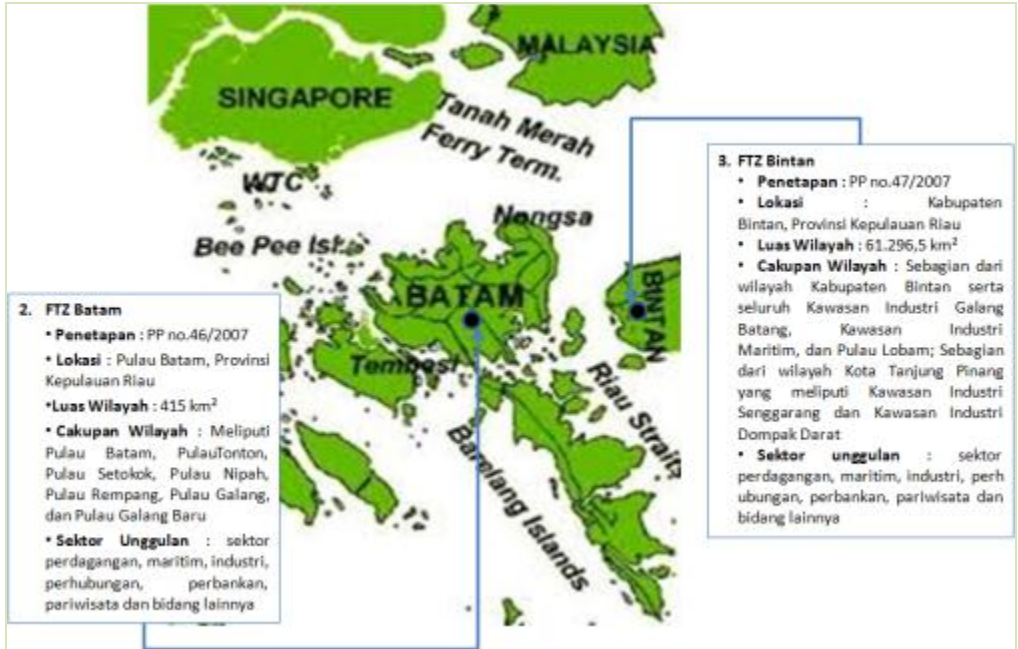 MALAYSIA
SINGAPORE
Tanah Merah
Ferry Term.
WTC
Nongsa
Bee Pee Isl.
BATAM
BINTAN
Tembesi
Riau Strait
Barelang Islands
3. FTZ Bintan
• Penetapan : PP no.47/2007
• Lokasi : Kabupaten
Bintan, Provinsi Kepulauan Riau
• Luas Wilayah : 61.296,5 km²
• Cakupan Wilayah : Sebagian dari
wilayah Kabupaten Bintan serta
seluruh Kawasan Industri Galang
Batang, Kawasan Industri
Maritim, dan Pulau Lobam; Sebagian
dari wilayah Kota Tanjung Pinang
yang meliputi Kawasan Industri
Senggarang dan Kawasan Industri
Dompak Darat
• Sektor unggulan : sektor
perdagangan, maritim, industri, perh
ubungan, perbankan, pariwisata dan
bidang lainnya
2. FTZ Batam
• Penetapan : PP no.46/2007
• Lokasi : Pulau Batam, Provinsi
Kepulauan Riau
•Luas Wilayah : 415 km²
• Cakupan Wilayah : Meliputi
Pulau Batam, PulauTonton,
Pulau Setokok, Pulau Nipah,
Pulau Rempang, Pulau Galang,
dan Pulau Galang Baru
• Sektor Unggulan : sektor
perdagangan, maritim, industri,
perhubungan, perbankan,
pariwisata dan bidang lainnya